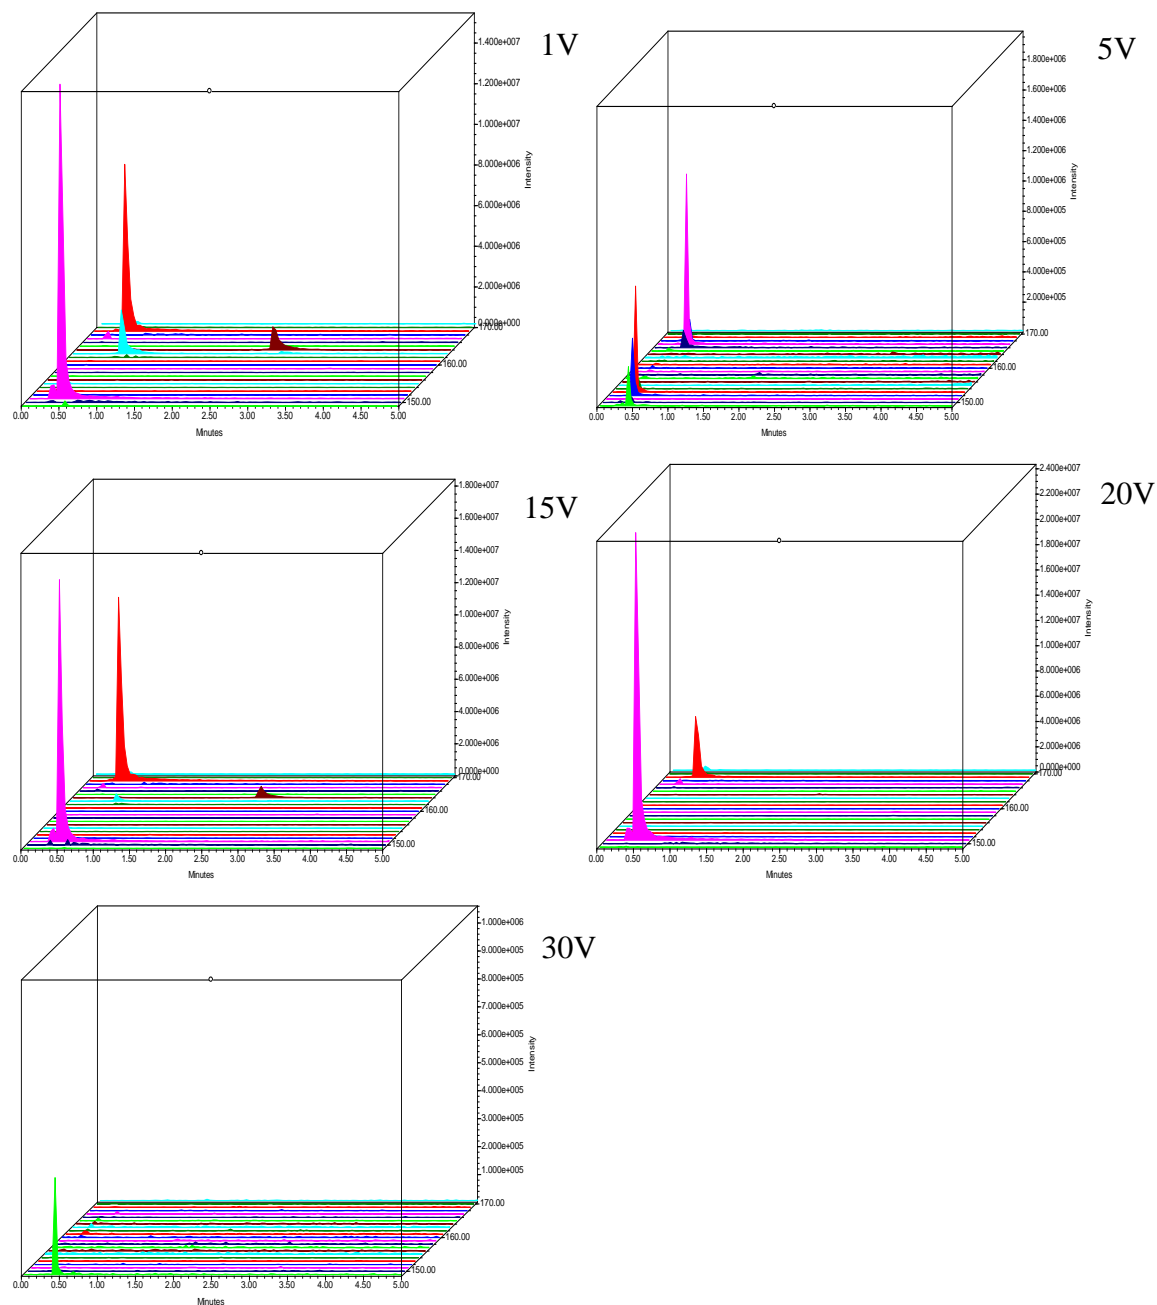 1V
1.400e+007
1.200e+007
1.000e+007
8.000e+006
6.000e+006
4.000e+006
2.000e+006
0.000e+000
Intensity
170.00
160.00
150.00
0.00 0.50 1.00 1.50 2.00 2.50 3.00 3.50 4.00 4.50 5.00
Minutes
5V
1.800e+006
1.600e+006
1.400e+006
1.200e+006
1.000e+006
8.000e+005
6.000e+005
4.000e+005
2.000e+005
Intensity
170.00
160.00
150.00
0.00 0.50 1.00 1.50 2.00 2.50 3.00 3.50 4.00 4.50 5.00
Minutes
15V
1.800e+007
1.600e+007
1.400e+007
1.200e+007
1.000e+007
8.000e+006
6.000e+006
4.000e+006
2.000e+006
0.000e+000
Intensity
170.00
160.00
150.00
0.00 0.50 1.00 1.50 2.00 2.50 3.00 3.50 4.00 4.50 5.00
Minutes
20V
2.400e+007
2.200e+007
2.000e+007
1.800e+007
1.600e+007
1.400e+007
1.200e+007
1.000e+007
8.000e+006
6.000e+006
4.000e+006
2.000e+006
0.000e+000
Intensity
170.00
160.00
150.00
0.00 0.50 1.00 1.50 2.00 2.50 3.00 3.50 4.00 4.50 5.00
Minutes
30V
1.000e+006
9.000e+005
8.000e+005
7.000e+005
6.000e+005
5.000e+005
4.000e+005
3.000e+005
2.000e+005
1.000e+005
Intensity
170.00
160.00
150.00
0.00 0.50 1.00 1.50 2.00 2.50 3.00 3.50 4.00 4.50 5.00
Minutes